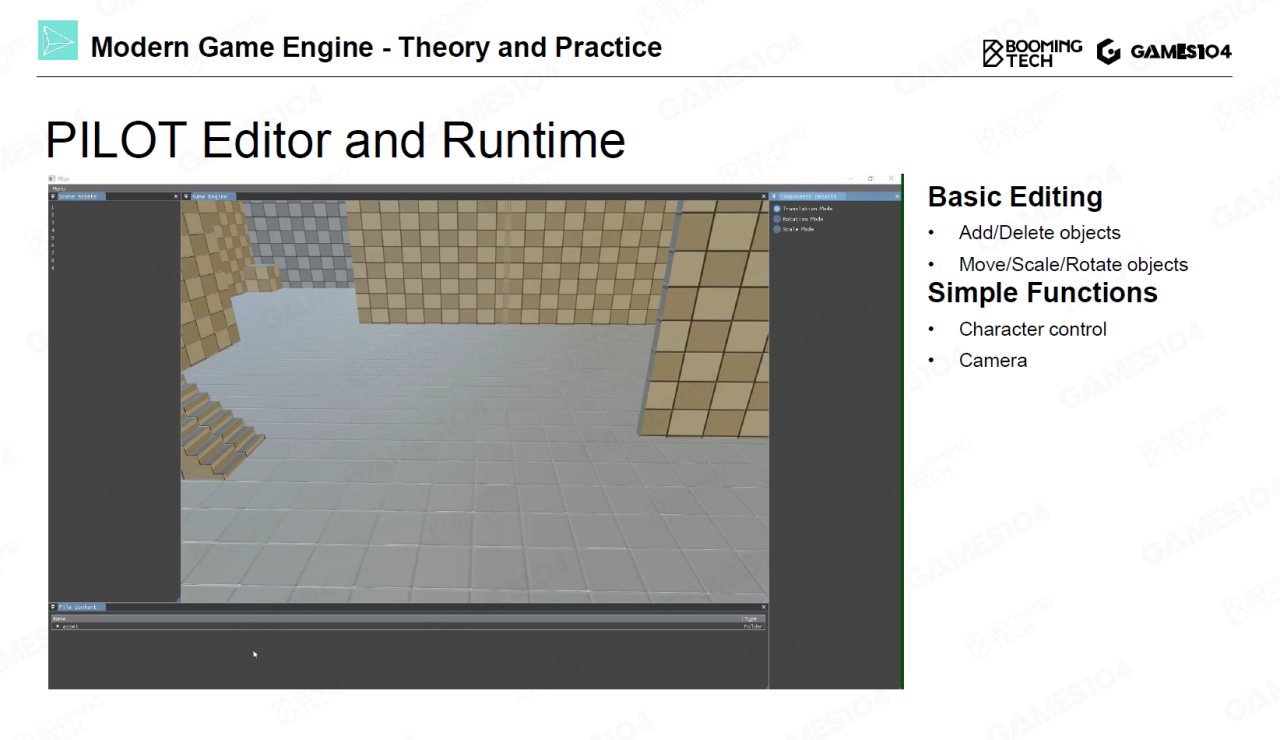 Modern Game Engine - Theory and Practice
BOOMING
TECH
GAMES104
PILOT Editor and Runtime
Pilot
Menu
Scene Assets
Game Engine
Components Details
1
2
3
4
5
6
7
8
9
Translation Mode
Rotation Mode
Scale Mode
File Content
Name
Type
asset
Folder
Basic Editing
• Add/Delete objects
• Move/Scale/Rotate objects
Simple Functions
• Character control
• Camera